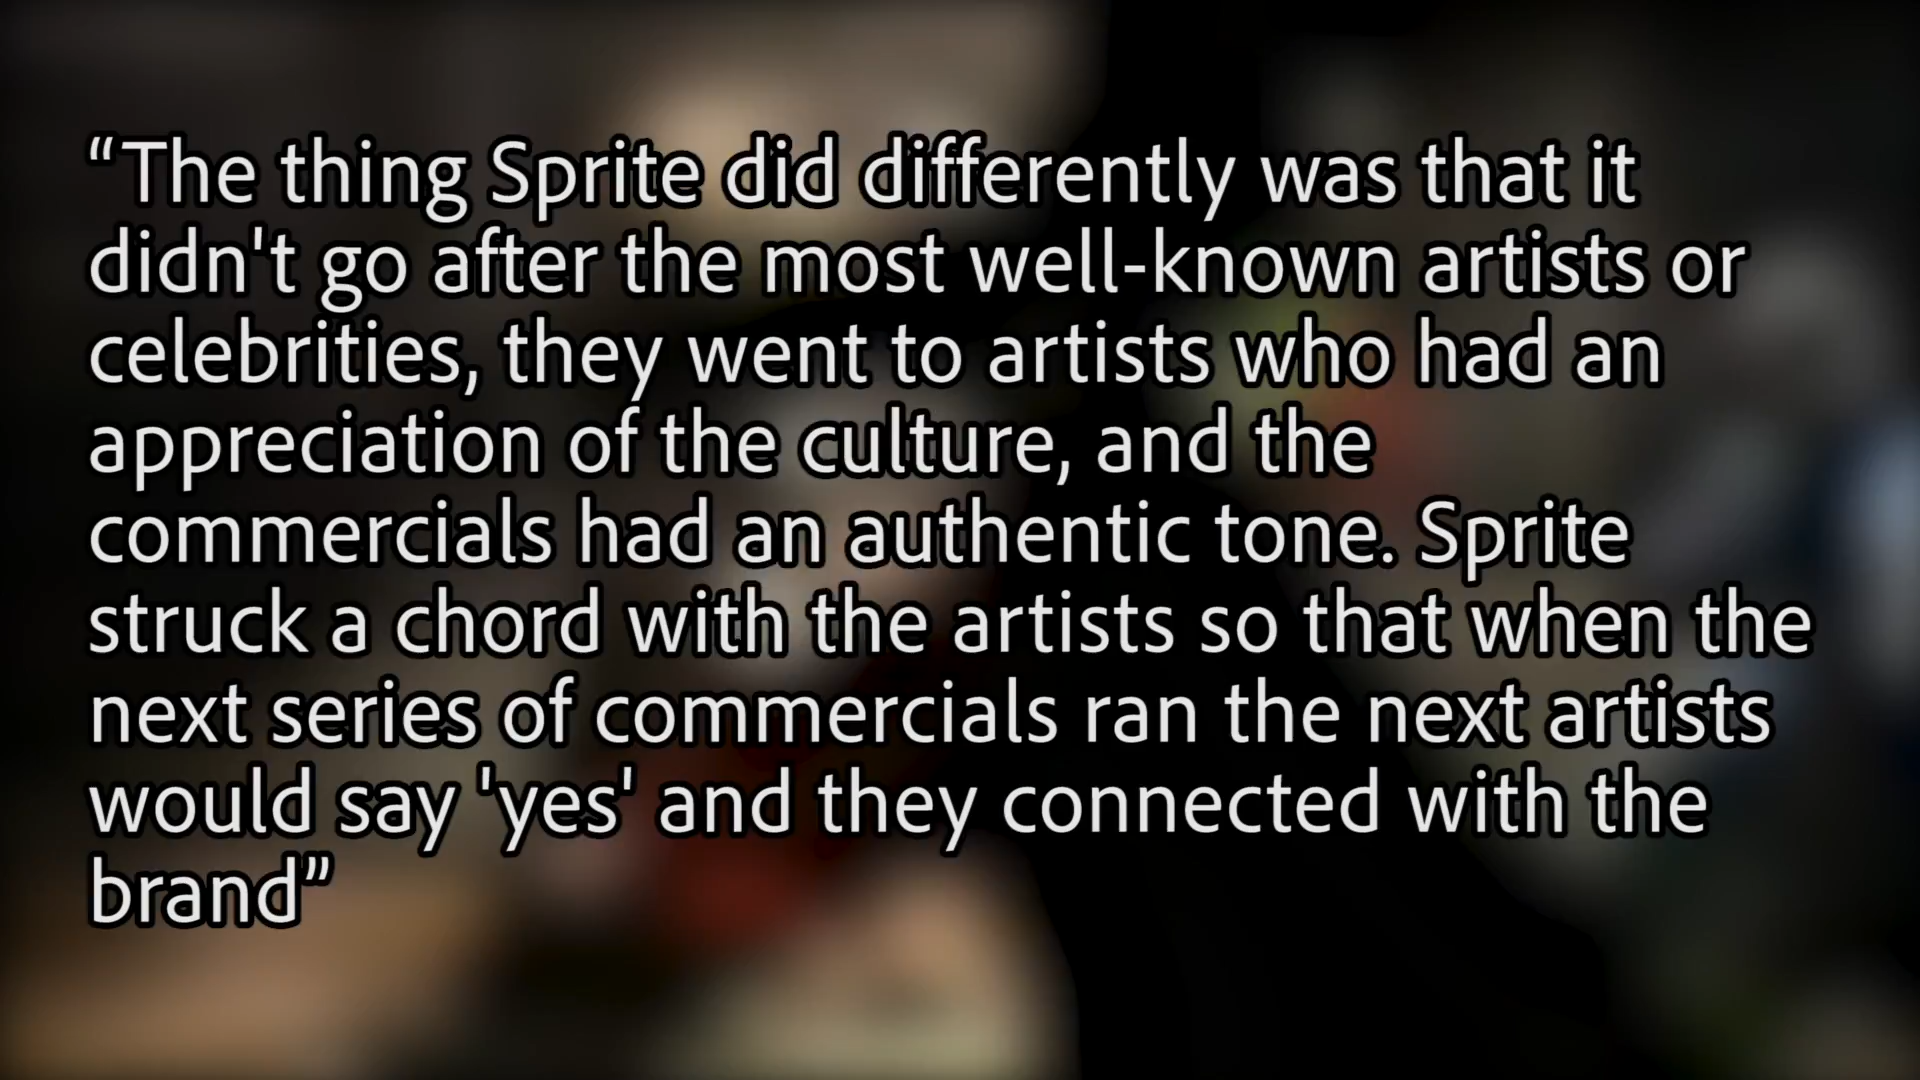 “The thing Sprite did differently was that it
didn't go after the most well-known artists or
celebrities, they went to artists who had an
appreciation of the culture, and the
commercials had an authentic tone. Sprite
struck a chord with the artists so that when the
next series of commercials ran the next artists
would say 'yes' and they connected with the
brand”